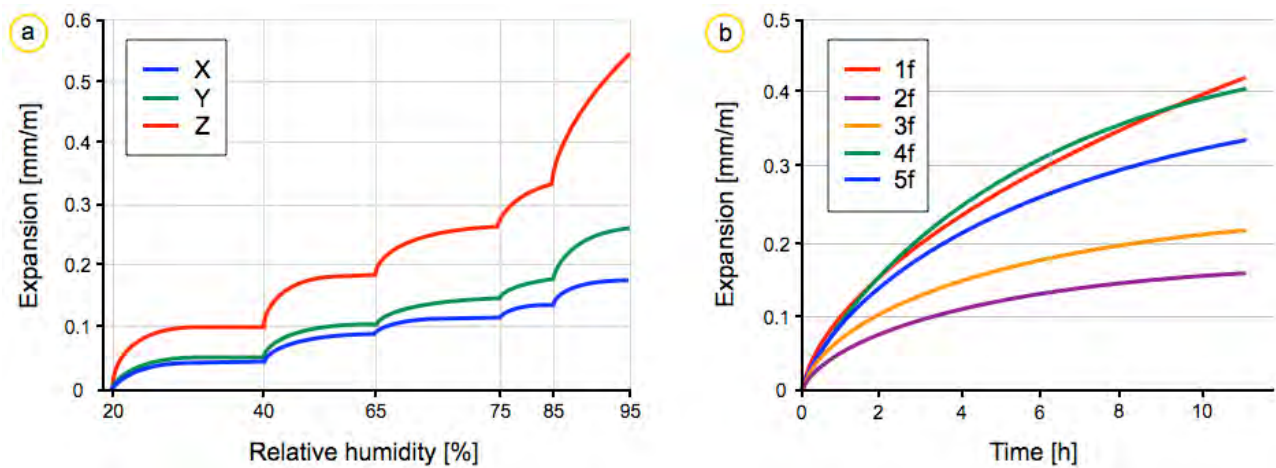 a
0.6
0.5
0.4
0.3
0.2
0.1
0
Expansion [mm/m]
X
Y
Z
20 40 65 75 85 95
Relative humidity [%]
b
0.5
0.4
0.3
0.2
0.1
0
Expansion [mm/m]
1f
2f
3f
4f
5f
0 2 4 6 8 10
Time [h]